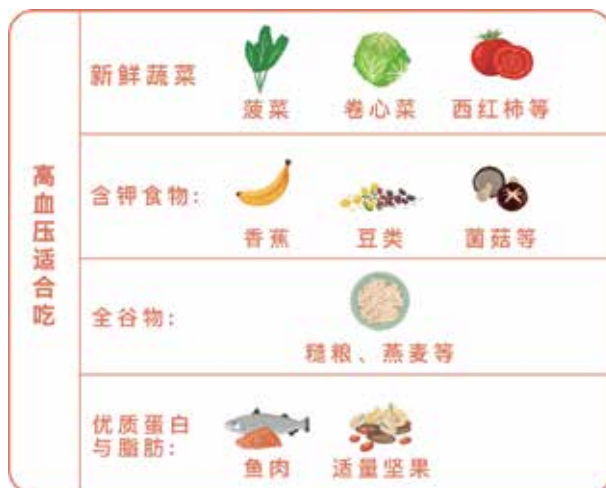 高血压适合吃
新鲜蔬菜
菠菜 卷心菜 西红柿等
含钾食物：
香蕉 豆类 菌菇等
全谷物：
糙粮、燕麦等
优质蛋白
与脂肪：
鱼肉 适量坚果